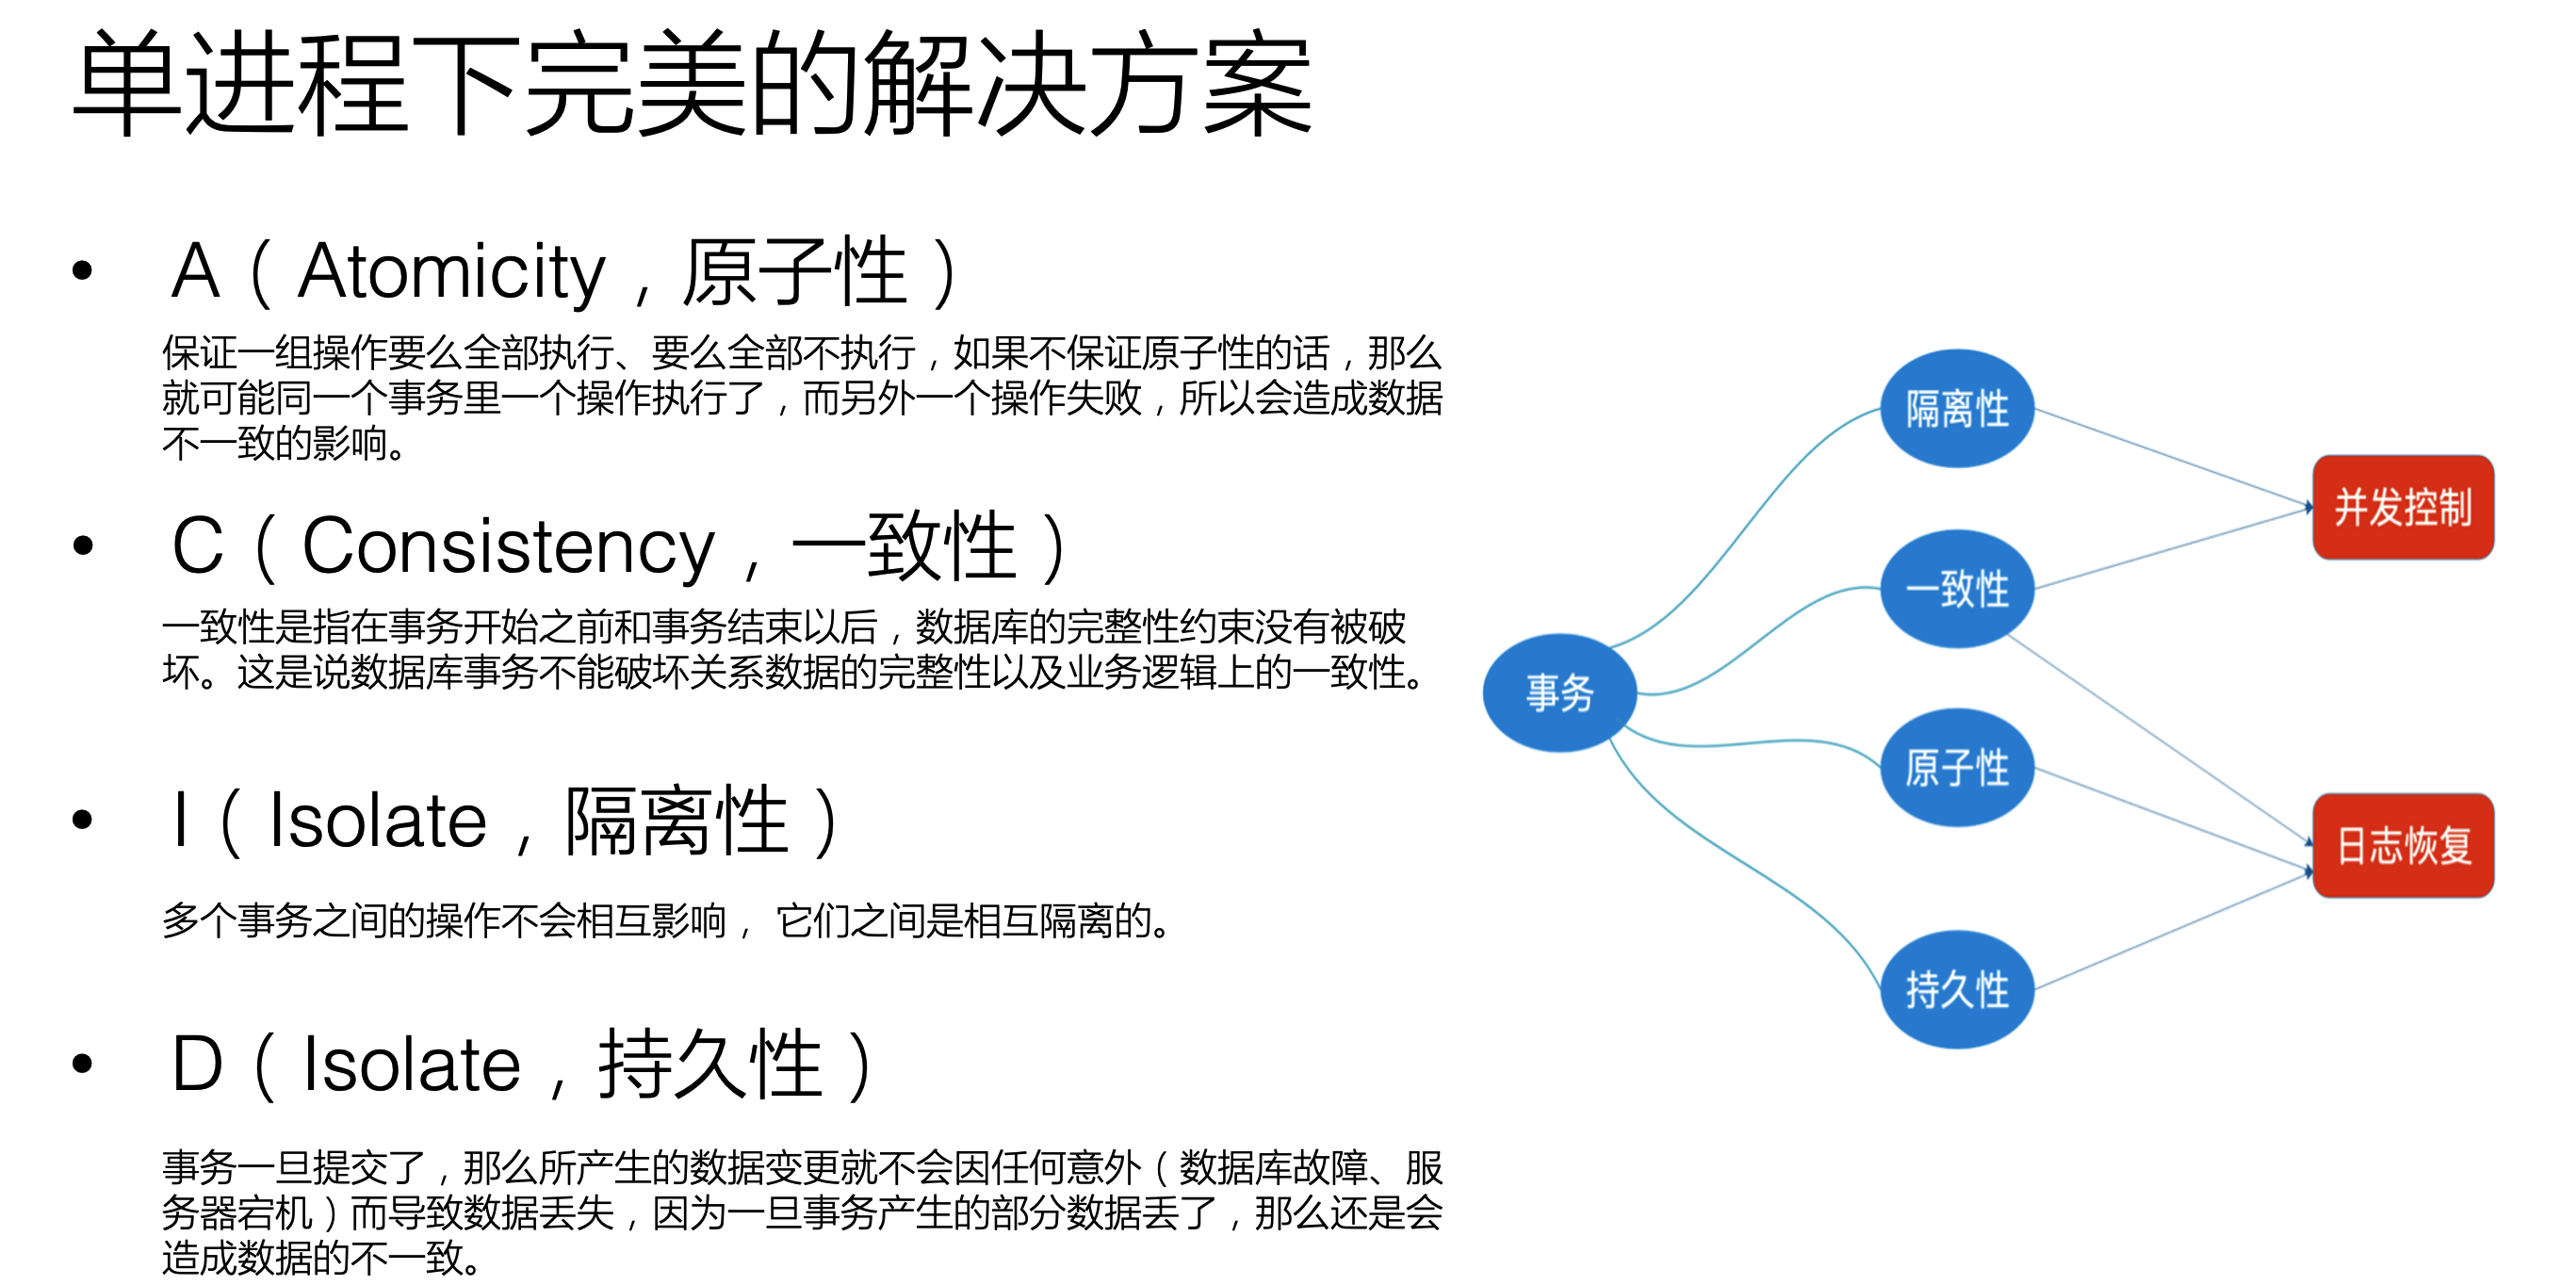 单进程下完美的解决方案
• A（Atomicity，原子性）
保证一组操作要么全部执行、要么全部不执行，如果不保证原子性的话，那么
就可能同一个事务里一个操作执行了，而另外一个操作失败，所以会造成数据
不一致的影响。
• C（Consistency，一致性）
一致性是指在事务开始之前和事务结束以后，数据库的完整性约束没有被破
坏。这是说数据库事务不能破坏关系数据的完整性以及业务逻辑上的一致性。
• I（Isolate，隔离性）
多个事务之间的操作不会相互影响， 它们之间是相互隔离的。
• D（Isolate，持久性）
事务一旦提交了，那么所产生的数据变更就不会因任何意外（数据库故障、服
务器宕机）而导致数据丢失，因为一旦事务产生的部分数据丢了，那么还是会
造成数据的不一致。
事务
隔离性
一致性
原子性
持久性
并发控制
日志恢复